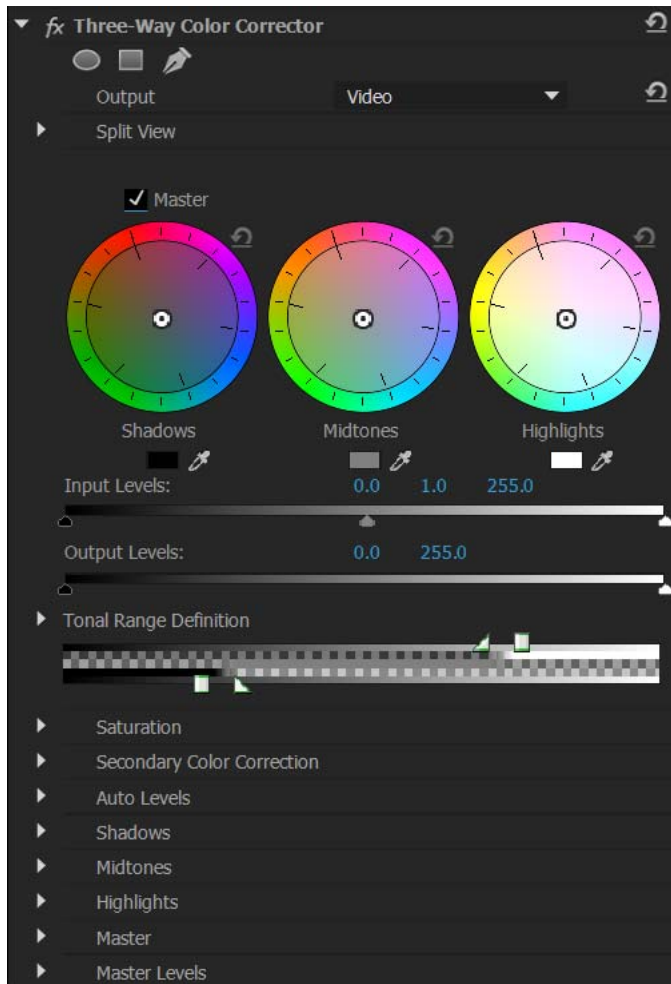 fx Three-Way Color Corrector
Output Video
Split View
Master
Shadows Midtones Highlights
Input Levels: 0.0 1.0 255.0
Output Levels: 0.0 255.0
Tonal Range Definition
Saturation
Secondary Color Correction
Auto Levels
Shadows
Midtones
Highlights
Master
Master Levels